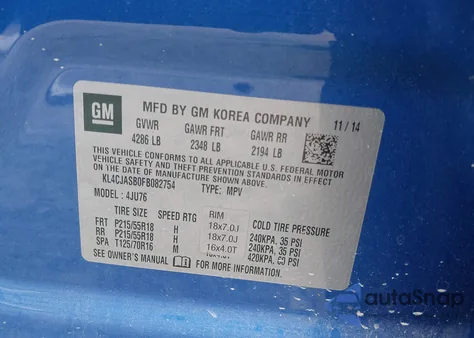 GM
MFD BY GM KOREA COMPANY
11 / 14
GVWR GAWR FRT GAWR RR
4286 LB 2348 LB 2194 LB
THIS VEHICLE CONFORMS TO ALL APPLICABLE U.S. FEDERAL MOTOR
VEHICLE SAFETY AND THEFT PREVENTION STANDARDS IN EFFECT ON
THE DATE OF MANUFACTURE SHOWN ABOVE.
KL4CJASB0FB082754 TYPE: MPV
MODEL: 4JU76
TIRE SIZE SPEED RTG RIM COLD TIRE PRESSURE
FRT P215/55R18 H 18x7.0J 240KPA, 35 PSI
RR P215/55R18 H 18x7.0J 240KPA, 35 PSI
SPA T125/70R16 M 16x4.0T 420KPA, PSI
SEE OWNER'S MANUAL FOR MORE INFORMATION.
autoSnap